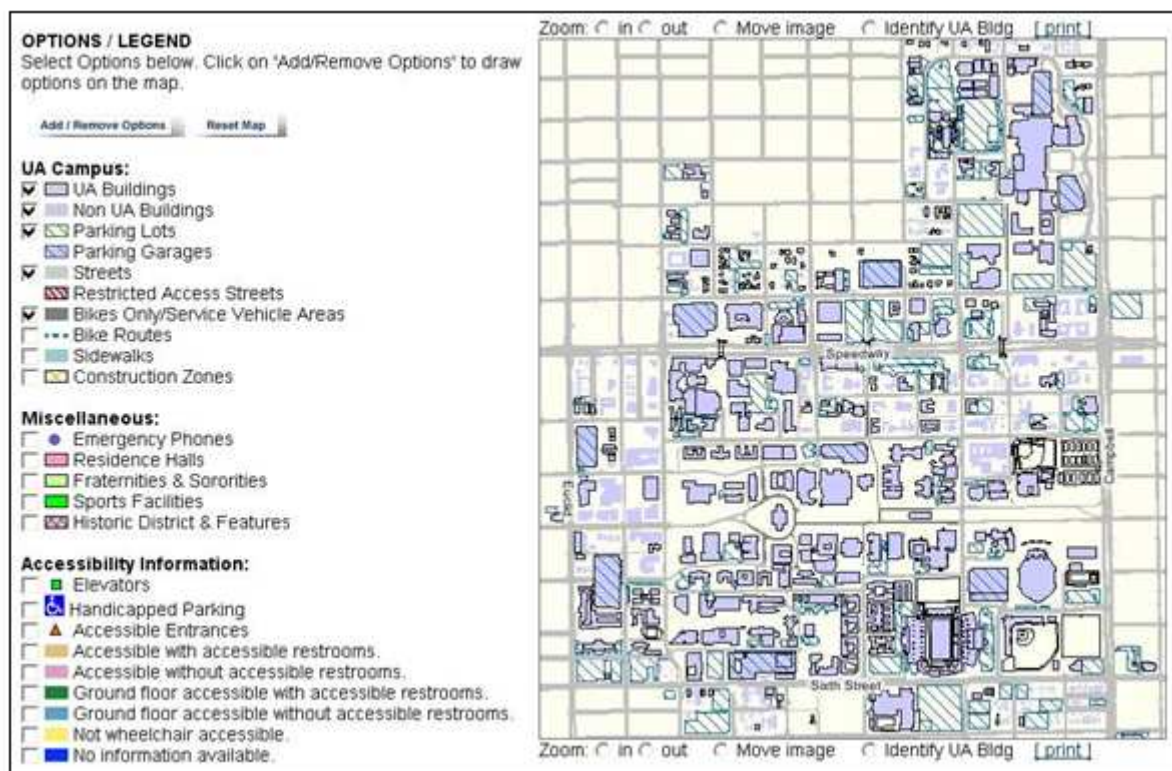 OPTIONS / LEGEND
Select Options below. Click on "Add/Remove Options" to draw
options on the map.
Add / Remove Options
Reset Map
UA Campus:
UA Buildings
Non UA Buildings
Parking Lots
Parking Garages
Streets
Restricted Access Streets
Bikes Only/Service Vehicle Areas
Bike Routes
Sidewalks
Construction Zones
Miscellaneous:
Emergency Phones
Residence Halls
Fraternities & Sororities
Sports Facilities
Historic District & Features
Accessibility Information:
Elevators
Handicapped Parking
Accessible Entrances
Accessible with accessible restrooms.
Accessible without accessible restrooms.
Ground floor accessible with accessible restrooms.
Ground floor accessible without accessible restrooms.
Not wheelchair accessible.
No information available.
Zoom: in out Move image Identify UA Bldg [ print ]
Speedway
Euclid
Campbell
Sixth Street
Zoom: in out Move image Identify UA Bldg [ print ]